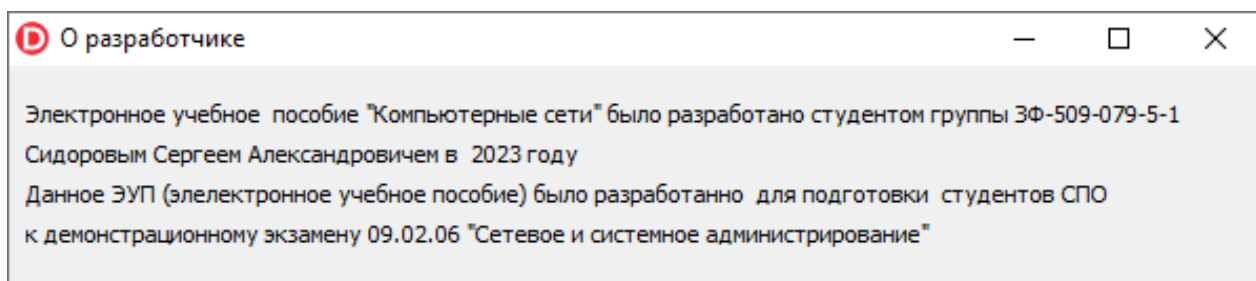 О разработчике
Электронное учебное  пособие "Компьютерные сети" было разработано студентом группы ЗФ-509-079-5-1
Сидоровым Сергеем Александровичем в  2023 году
Данное ЭУП (элелектронное учебное пособие) было разработанно  для подготовки  студентов СПО
к демонстрационному экзамену 09.02.06 "Сетевое и системное администрирование"